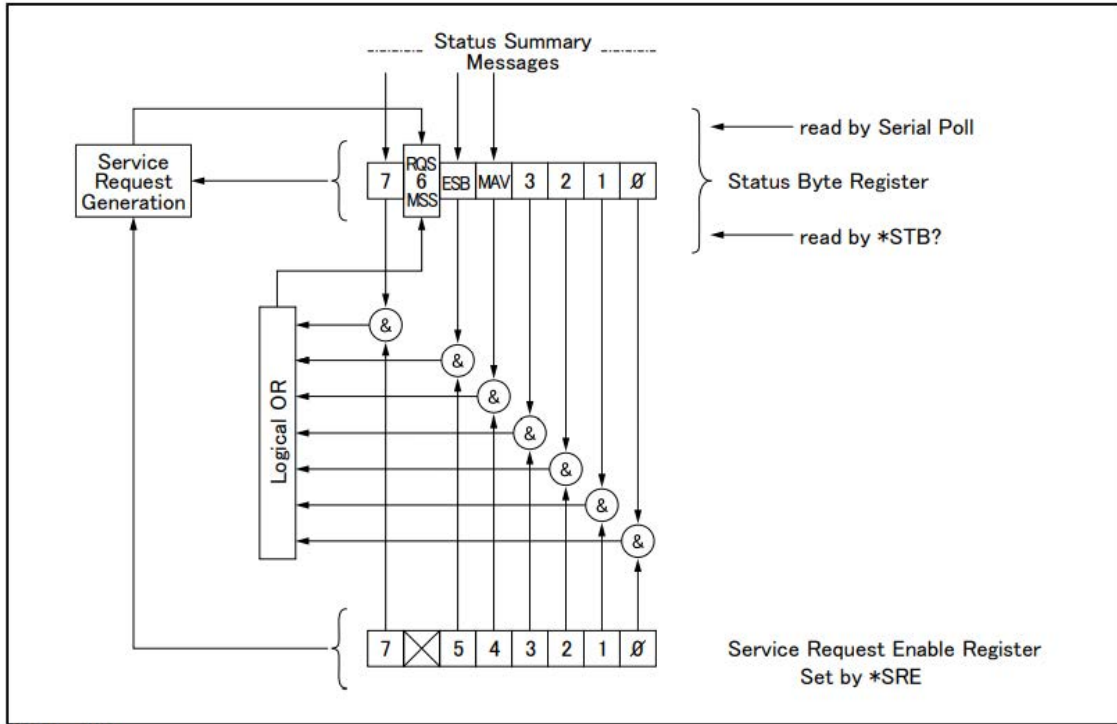 Status Summary
Messages
Service
Request
Generation
7 RQS 6 MSS ESB MAV 3 2 1 0̸
read by Serial Poll
Status Byte Register
read by *STB?
&
&
&
&
&
&
&
Logical OR
7 5 4 3 2 1 0̸
Service Request Enable Register
Set by *SRE